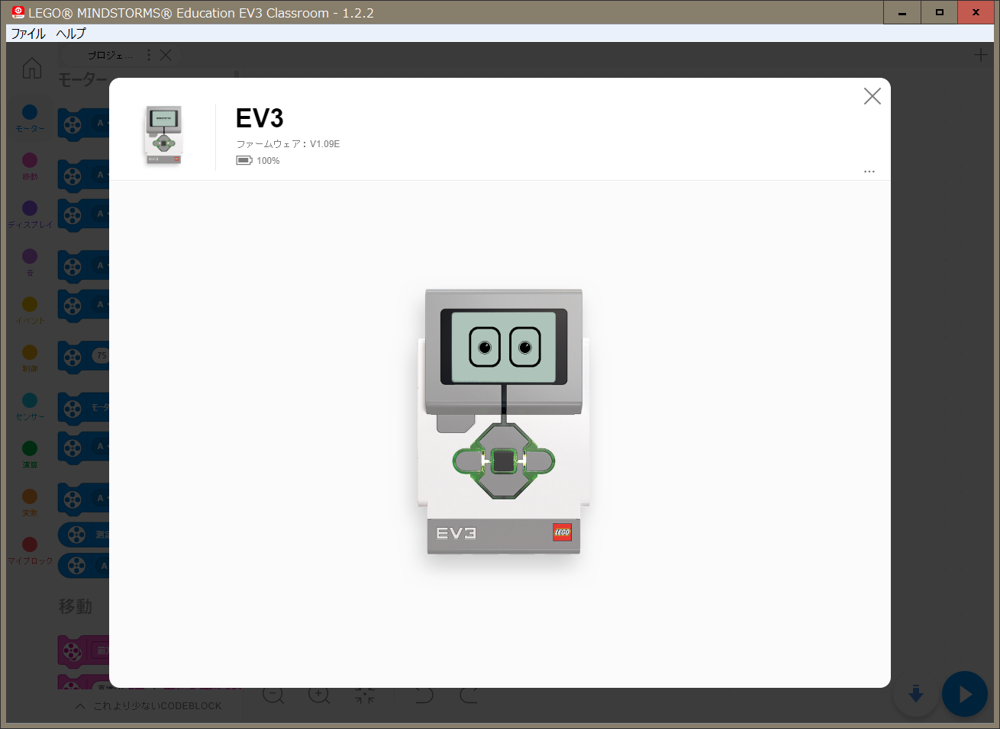 LEGO® MINDSTORMS® Education EV3 Classroom - 1.2.2
ファイル ヘルプ
プロジェ...
モーター
モーター
A
移動
A
ディスプレイ
A
音
A
イベント
A
制御
75
センサー
モータ
演算
A
変数
A
測定
マイブロック
A
移動
これより少ないCODEBLOCK
EV3
ファームウェア：V1.09E
100%
EV3
LEGO